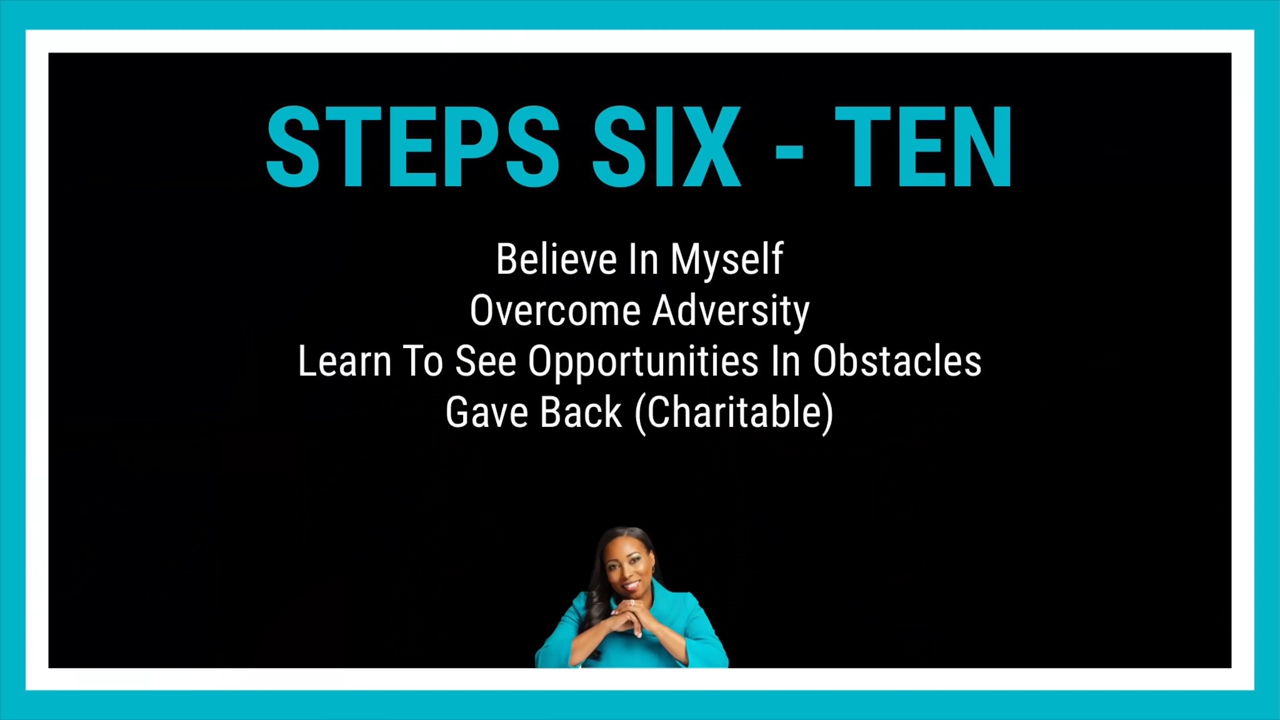 STEPS SIX - TEN
Believe In Myself
Overcome Adversity
Learn To See Opportunities In Obstacles
Gave Back (Charitable)